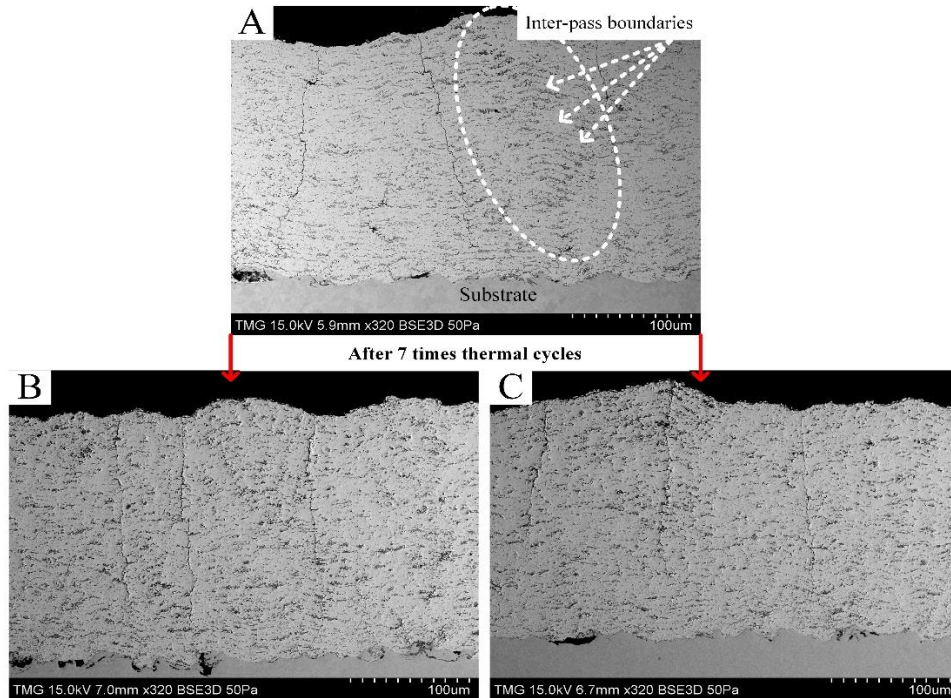 A
Inter-pass boundaries
Substrate
TMG 15.0kV 5.9mm x320 BSE3D 50Pa
100um
After 7 times thermal cycles
B
C
TMG 15.0kV 7.0mm x320 BSE3D 50Pa
100um
TMG 15.0kV 6.7mm x320 BSE3D 50Pa
100um